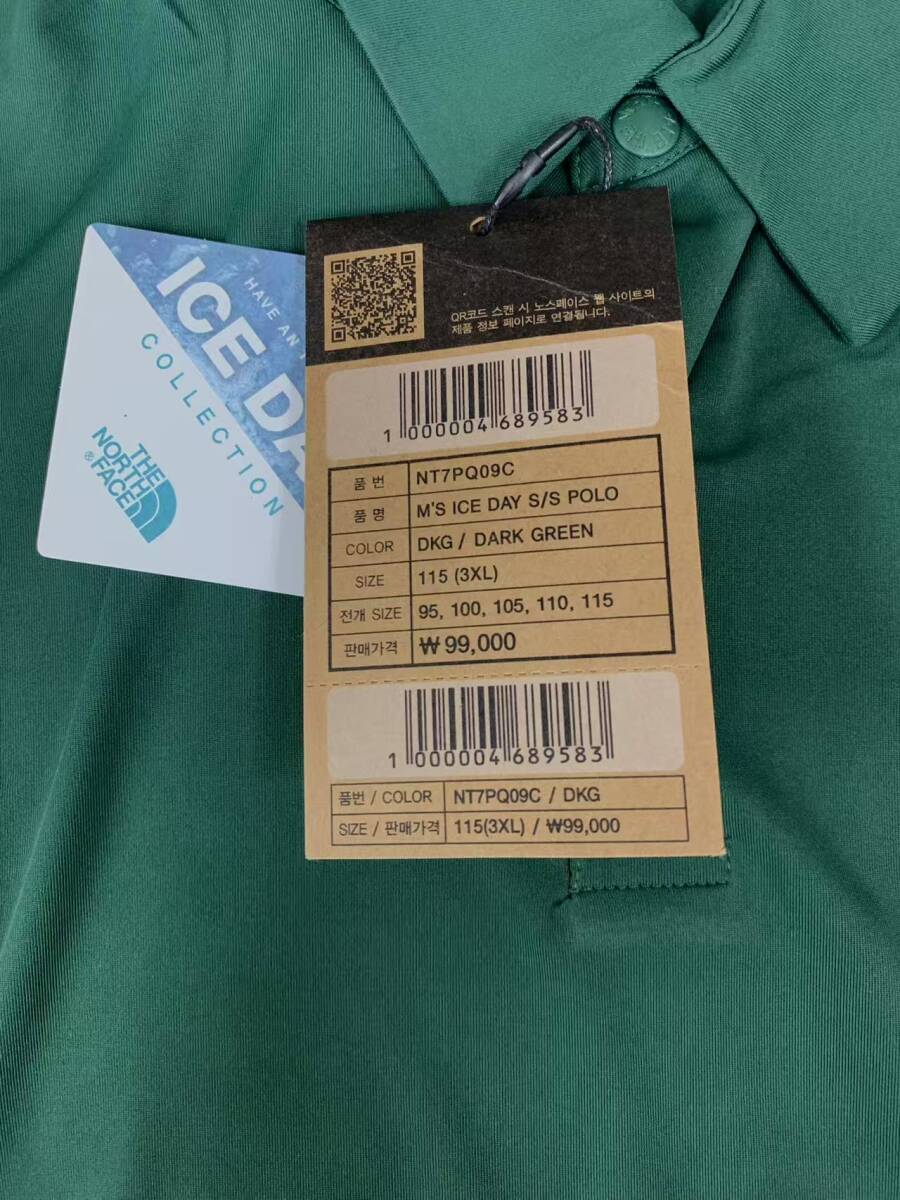 HAVE AN I
ICE DA
COLLECTION
THE
NORTH
FACE®
QR코드 스캔 시 노스페이스 웹 사이트의
제품 정보 페이지로 연결됩니다.
1 000004 689583
품 번 NT7PQ09C
품 명 M'S ICE DAY S/S POLO
COLOR DKG / DARK GREEN
SIZE 115 (3XL)
전개 SIZE 95, 100, 105, 110, 115
판매가격 ₩99,000
1 000004 689583
품번 / COLOR NT7PQ09C / DKG
SIZE / 판매가격 115(3XL) / ₩99,000